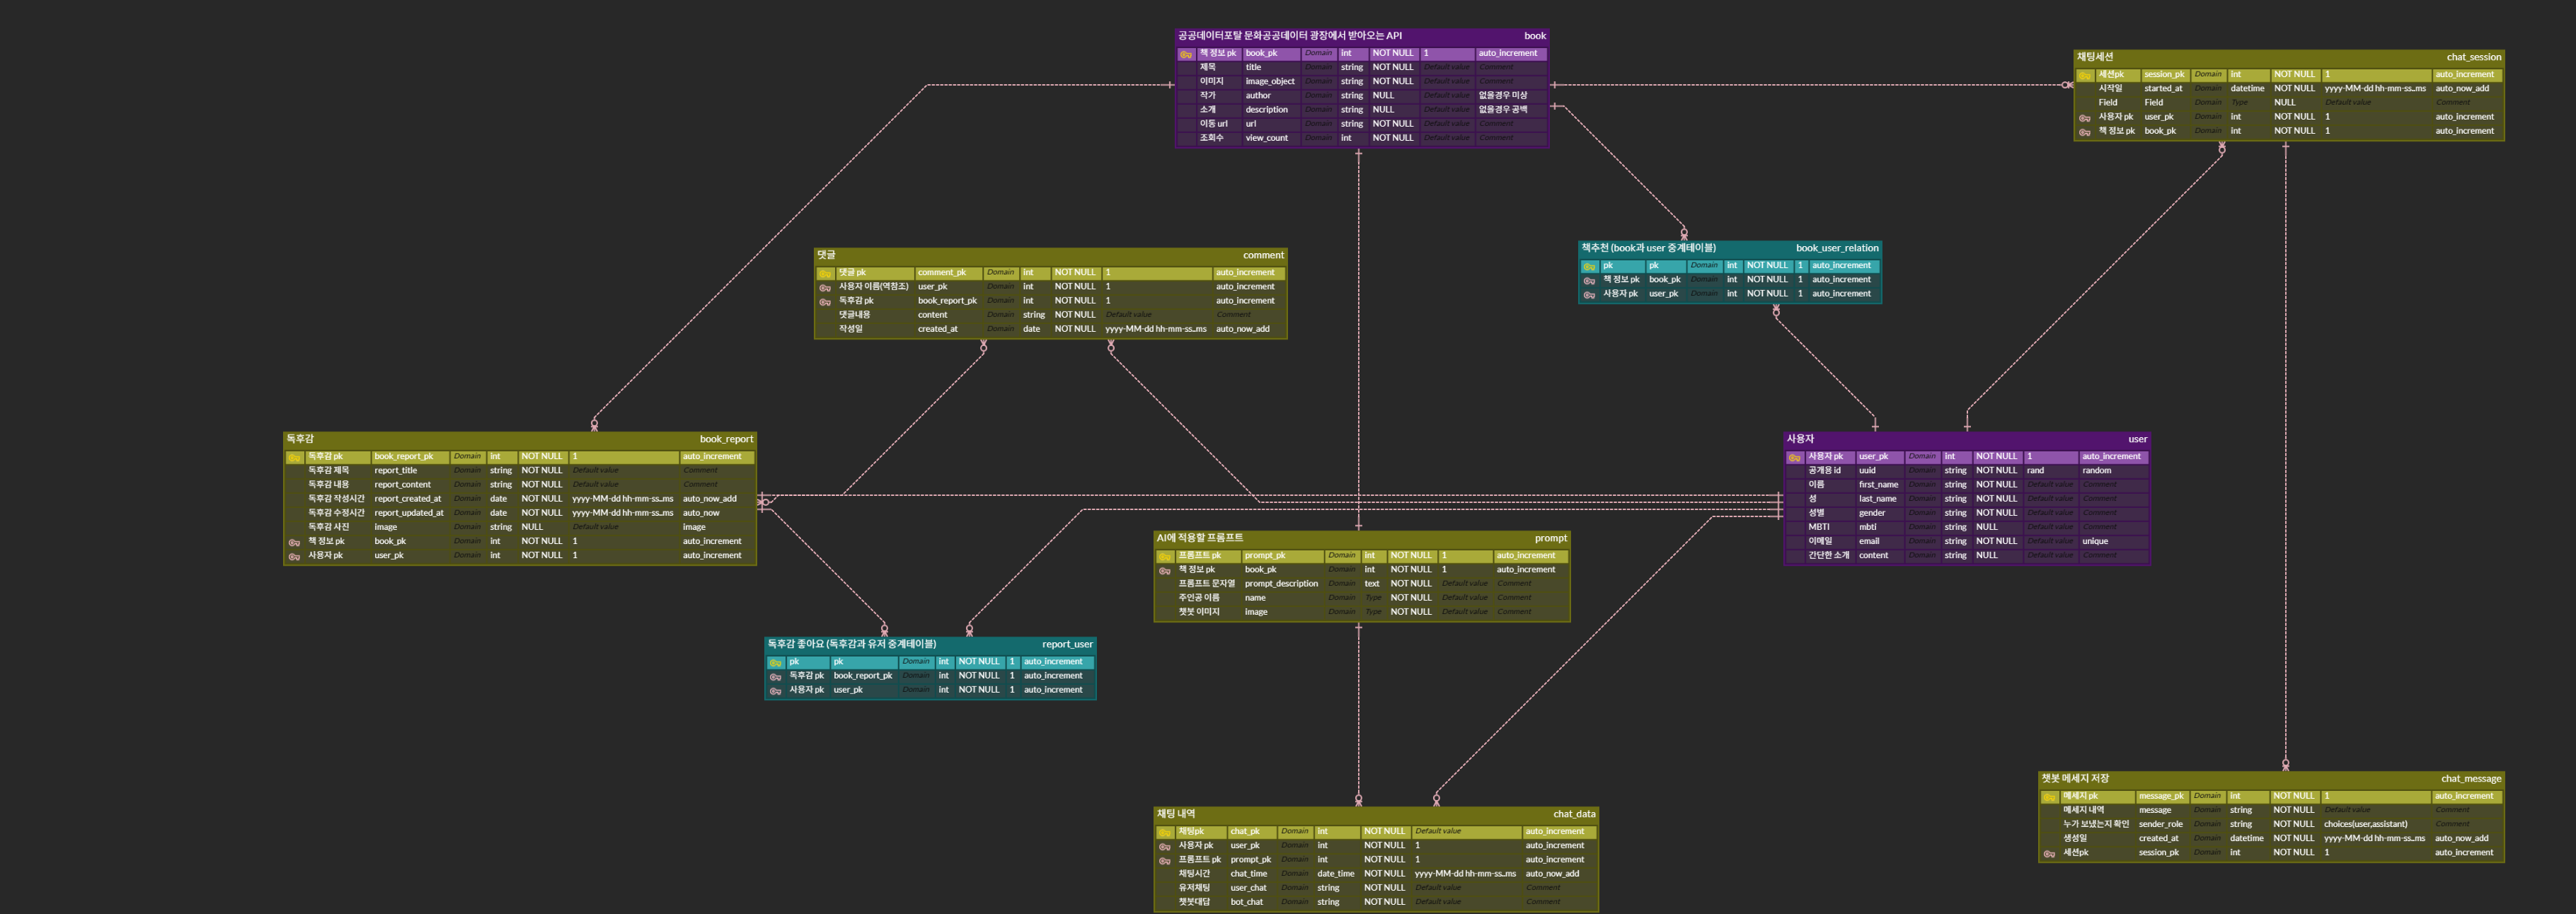 공공데이터포탈 문화공공데이터 광장에서 받아오는 API book
책 정보 pk book_pk Domain int NOT NULL 1 auto_increment
제목 title Domain string NOT NULL Default value Comment
이미지 image_object Domain string NOT NULL Default value Comment
작가 author Domain string NULL Default value 없을경우 미상
소개 description Domain string NULL Default value 없을경우 공백
이동 url url Domain string NOT NULL Default value Comment
조회수 view_count Domain int NOT NULL Default value Comment
채팅세션 chat_session
세션pk session_pk Domain int NOT NULL 1 auto_increment
시작일 started_at Domain datetime NOT NULL yyyy-MM-dd hh-mm-ss..ms auto_now_add
Field Field Domain Type NULL Default value Comment
사용자 pk user_pk Domain int NOT NULL 1 auto_increment
책 정보 pk book_pk Domain int NOT NULL 1 auto_increment
댓글 comment
댓글 pk comment_pk Domain int NOT NULL 1 auto_increment
사용자 이름(역참조) user_pk Domain int NOT NULL 1 auto_increment
독후감 pk book_report_pk Domain int NOT NULL 1 auto_increment
댓글내용 content Domain string NOT NULL Default value Comment
작성일 created_at Domain date NOT NULL yyyy-MM-dd hh-mm-ss..ms auto_now_add
책추천 (book과 user 중계테이블) book_user_relation
pk pk Domain int NOT NULL 1 auto_increment
책 정보 pk book_pk Domain int NOT NULL 1 auto_increment
사용자 pk user_pk Domain int NOT NULL 1 auto_increment
독후감 book_report
독후감 pk book_report_pk Domain int NOT NULL 1 auto_increment
독후감 제목 report_title Domain string NOT NULL Default value Comment
독후감 내용 report_content Domain string NOT NULL Default value Comment
독후감 작성시간 report_created_at Domain date NOT NULL yyyy-MM-dd hh-mm-ss..ms auto_now_add
독후감 수정시간 report_updated_at Domain date NOT NULL yyyy-MM-dd hh-mm-ss..ms auto_now
독후감 사진 image Domain string NULL Default value image
책 정보 pk book_pk Domain int NOT NULL 1 auto_increment
사용자 pk user_pk Domain int NOT NULL 1 auto_increment
사용자 user
사용자 pk user_pk Domain int NOT NULL 1 auto_increment
공개용 id uuid Domain string NOT NULL rand random
이름 first_name Domain string NOT NULL Default value Comment
성 last_name Domain string NOT NULL Default value Comment
성별 gender Domain string NOT NULL Default value Comment
MBTI mbti Domain string NULL Default value Comment
이메일 email Domain string NOT NULL Default value unique
간단한 소개 content Domain string NULL Default value Comment
AI에 적용할 프롬프트 prompt
프롬프트 pk prompt_pk Domain int NOT NULL 1 auto_increment
책 정보 pk book_pk Domain int NOT NULL 1 auto_increment
프롬프트 문자열 prompt_description Domain text NOT NULL Default value Comment
주인공 이름 name Domain Type NOT NULL Default value Comment
챗봇 이미지 image Domain Type NOT NULL Default value Comment
독후감 좋아요 (독후감과 유저 중계테이블) report_user
pk pk Domain int NOT NULL 1 auto_increment
독후감 pk book_report_pk Domain int NOT NULL 1 auto_increment
사용자 pk user_pk Domain int NOT NULL 1 auto_increment
챗봇 메세지 저장 chat_message
메세지 pk message_pk Domain int NOT NULL 1 auto_increment
메세지 내역 message Domain string NOT NULL Default value Comment
누가 보냈는지 확인 sender_role Domain string NOT NULL choices(user,assistant) Comment
생성일 created_at Domain datetime NOT NULL yyyy-MM-dd hh-mm-ss..ms auto_now_add
세션pk session_pk Domain int NOT NULL 1 auto_increment
채팅 내역 chat_data
채팅pk chat_pk Domain int NOT NULL Default value auto_increment
사용자 pk user_pk Domain int NOT NULL 1 auto_increment
프롬프트 pk prompt_pk Domain int NOT NULL 1 auto_increment
채팅시간 chat_time Domain date_time NOT NULL yyyy-MM-dd hh-mm-ss..ms auto_now_add
유저채팅 user_chat Domain string NOT NULL Default value Comment
챗봇대답 bot_chat Domain string NOT NULL Default value Comment